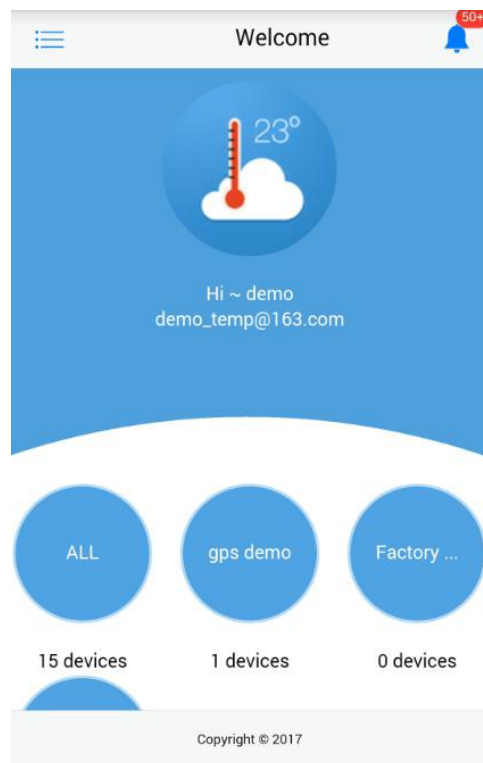 Welcome
50+
23°
Hi ~ demo
demo_temp@163.com
ALL
gps demo
Factory ...
15 devices
1 devices
0 devices
Copyright © 2017